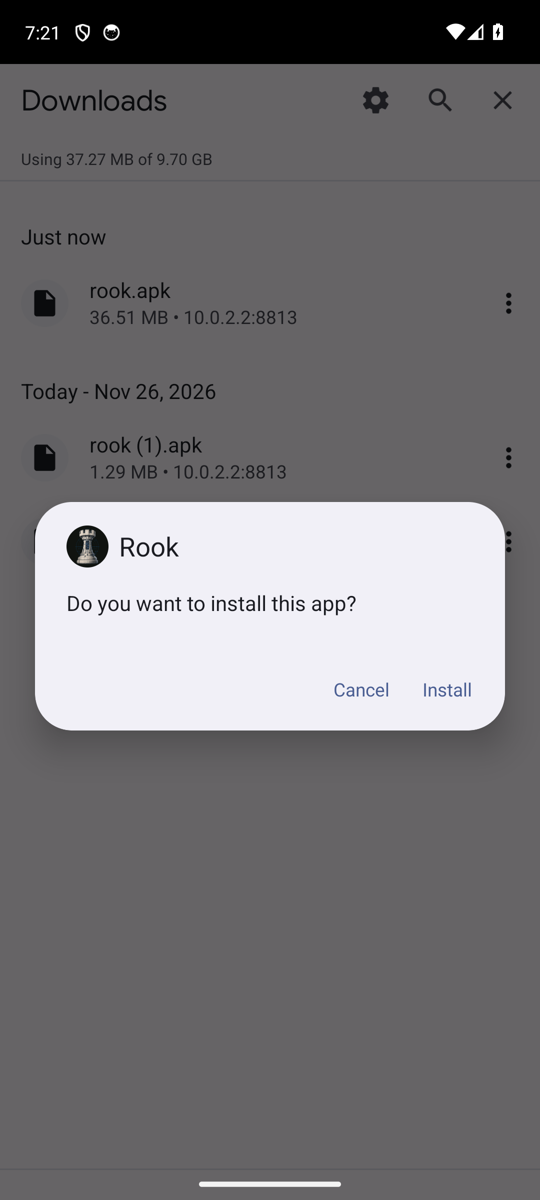 7:21
Downloads
Using 37.27 MB of 9.70 GB
Just now
rook.apk
36.51 MB • 10.0.2.2:8813
Today - Nov 26, 2026
rook (1).apk
1.29 MB • 10.0.2.2:8813
Rook
Do you want to install this app?
Cancel
Install